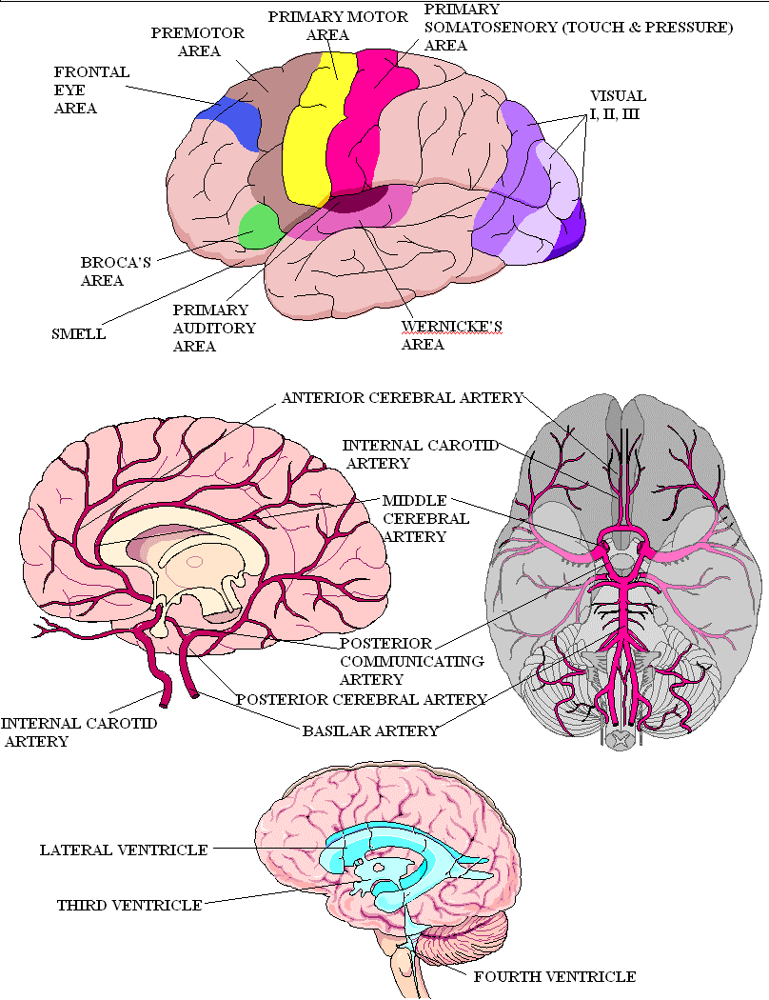 PRIMARY MOTOR
AREA
PRIMARY
SOMATOSENORY (TOUCH & PRESSURE)
AREA
PREMOTOR
AREA
FRONTAL
EYE
AREA
VISUAL
I, II, III
BROCA'S
AREA
SMELL
PRIMARY
AUDITORY
AREA
WERNICKE'S
AREA
ANTERIOR CEREBRAL ARTERY
INTERNAL CAROTID
ARTERY
MIDDLE
CEREBRAL
ARTERY
POSTERIOR
COMMUNICATING
ARTERY
POSTERIOR CEREBRAL ARTERY
INTERNAL CAROTID
ARTERY
BASILAR ARTERY
LATERAL VENTRICLE
THIRD VENTRICLE
FOURTH VENTRICLE